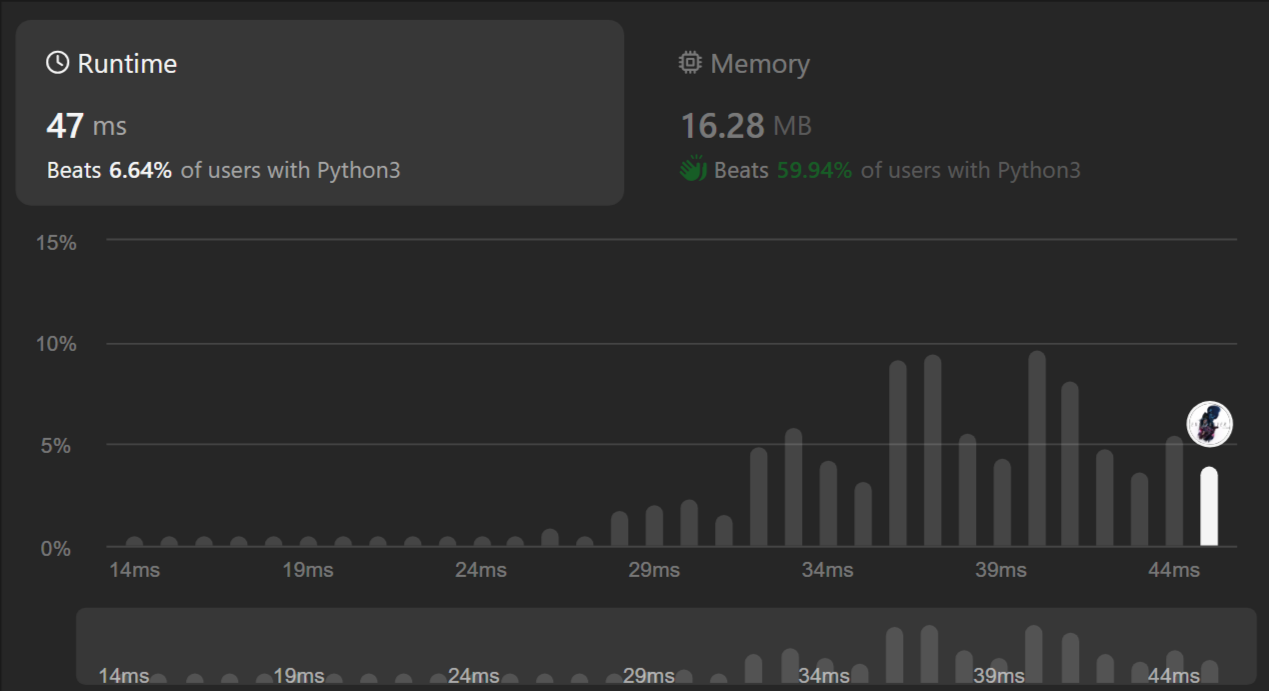 Runtime
47 ms
Beats 6.64% of users with Python3
Memory
16.28 MB
Beats 59.94% of users with Python3
15%
10%
5%
0%
14ms 19ms 24ms 29ms 34ms 39ms 44ms
14ms 19ms 24ms 29ms 34ms 39ms 44ms